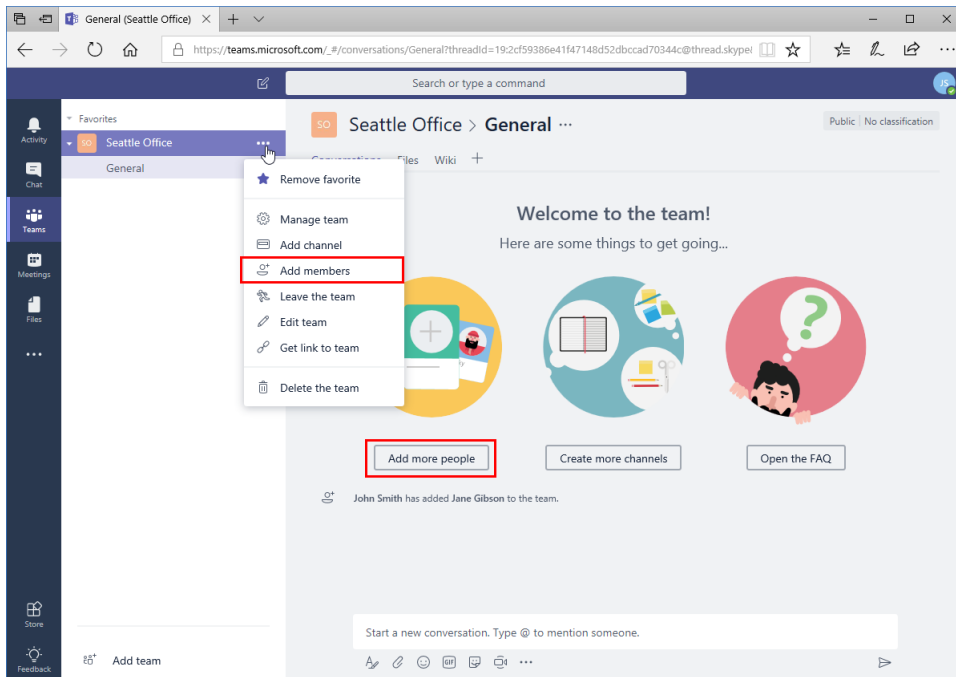 General (Seattle Office)
https://teams.microsoft.com/_#/conversations/General?threadId=19:2cf59386e41f47148d52dbccad70344c@thread.skype
Search or type a command
JS
Activity
Chat
Teams
Meetings
Files
Store
Feedback
Favorites
SO Seattle Office
General
Add team
Remove favorite
Manage team
Add channel
Add members
Leave the team
Edit team
Get link to team
Delete the team
SO Seattle Office > General ...
Public No classification
Conversations Files Wiki
Welcome to the team!
Here are some things to get going...
Add more people
Create more channels
Open the FAQ
John Smith has added Jane Gibson to the team.
Start a new conversation. Type @ to mention someone.
GIF